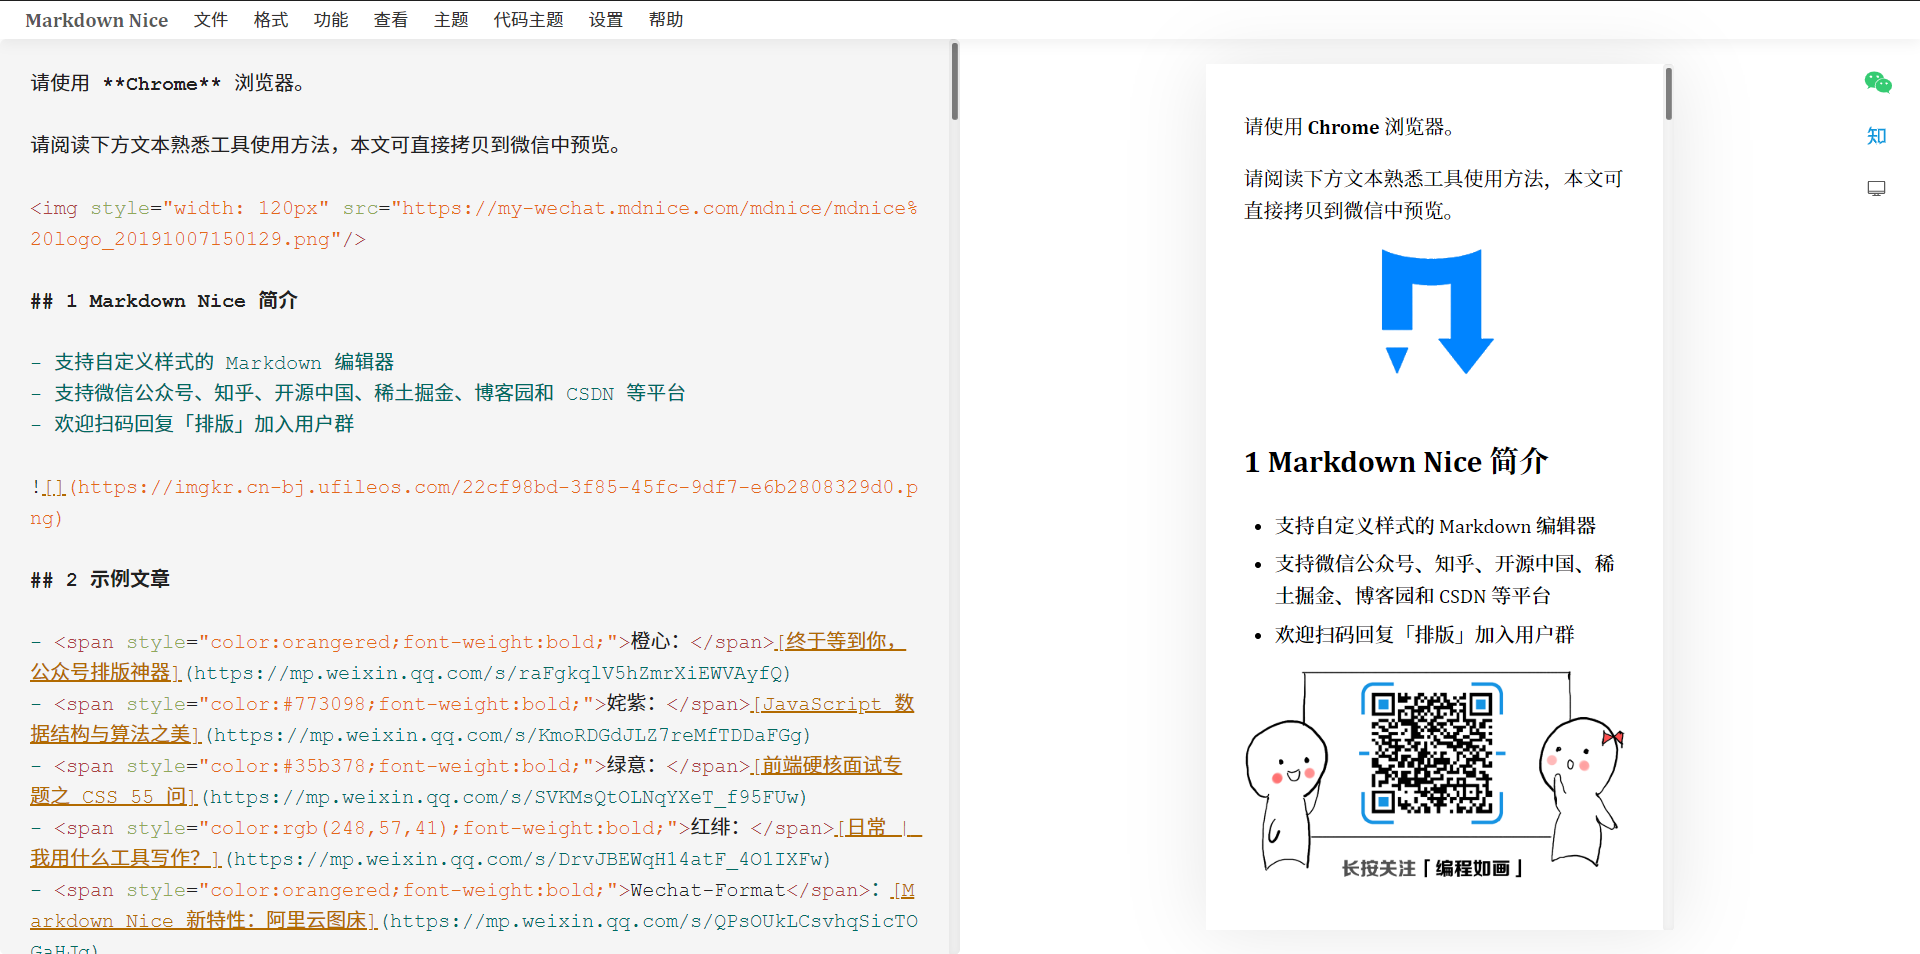 Markdown Nice 文件 格式 功能 查看 主题 代码主题 设置 帮助
请使用 **Chrome** 浏览器。
请阅读下方文本熟悉工具使用方法，本文可直接拷贝到微信中预览。
<img style="width: 120px" src="https://my-wechat.mdnice.com/mdnice/mdnice%
20logo_20191007150129.png"/>
## 1 Markdown Nice 简介
- 支持自定义样式的 Markdown 编辑器
- 支持微信公众号、知乎、开源中国、稀土掘金、博客园和 CSDN 等平台
- 欢迎扫码回复「排版」加入用户群
![](https://imgkr.cn-bj.ufileos.com/22cf98bd-3f85-45fc-9df7-e6b2808329d0.p
ng)
## 2 示例文章
- <span style="color:orangered;font-weight:bold;">橙心：</span>[终于等到你，
公众号排版神器](https://mp.weixin.qq.com/s/raFgkqlV5hZmrXiEWVAyfQ)
- <span style="color:#773098;font-weight:bold;">姹紫：</span>[JavaScript 数
据结构与算法之美](https://mp.weixin.qq.com/s/KmoRDGdJLZ7reMfTDDaFGg)
- <span style="color:#35b378;font-weight:bold;">绿意：</span>[前端硬核面试专
题之 CSS 55 问](https://mp.weixin.qq.com/s/SVKMsQtOLNqYXeT_f95FUw)
- <span style="color:rgb(248,57,41);font-weight:bold;">红绯：</span>[日常 |
我用什么工具写作？](https://mp.weixin.qq.com/s/DrvJBEWqH14atF_4O1IXFw)
- <span style="color:orangered;font-weight:bold;">Wechat-Format</span>：[M
arkdown Nice 新特性：阿里云图床](https://mp.weixin.qq.com/s/QPsOUkLCsvhqSicTO
GaHJg)
请使用 Chrome 浏览器。
请阅读下方文本熟悉工具使用方法，本文可
直接拷贝到微信中预览。
1 Markdown Nice 简介
• 支持自定义样式的 Markdown 编辑器
• 支持微信公众号、知乎、开源中国、稀
土掘金、博客园和 CSDN 等平台
• 欢迎扫码回复「排版」加入用户群
长按关注「编程如画」
知